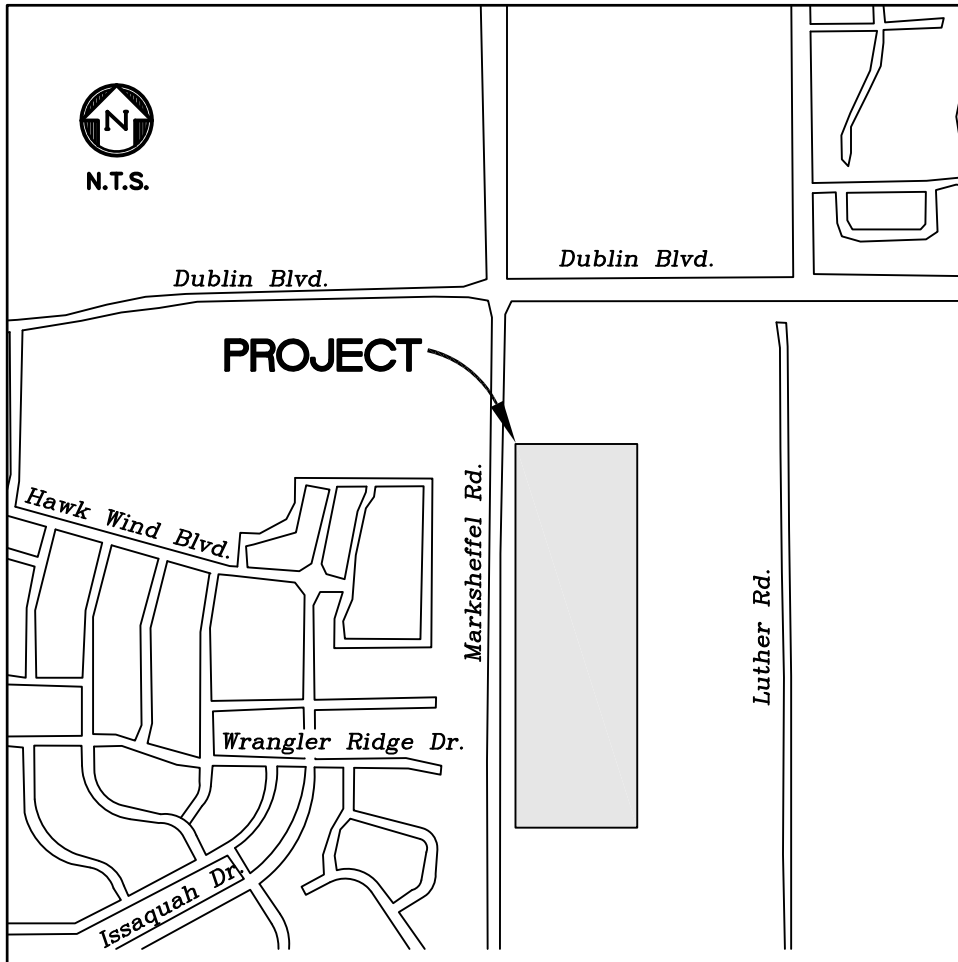 N
N.T.S.
Dublin Blvd.
Dublin Blvd.
PROJECT
Hawk Wind Blvd.
Marksheffel Rd.
Luther Rd.
Wrangler Ridge Dr.
Issaquah Dr.